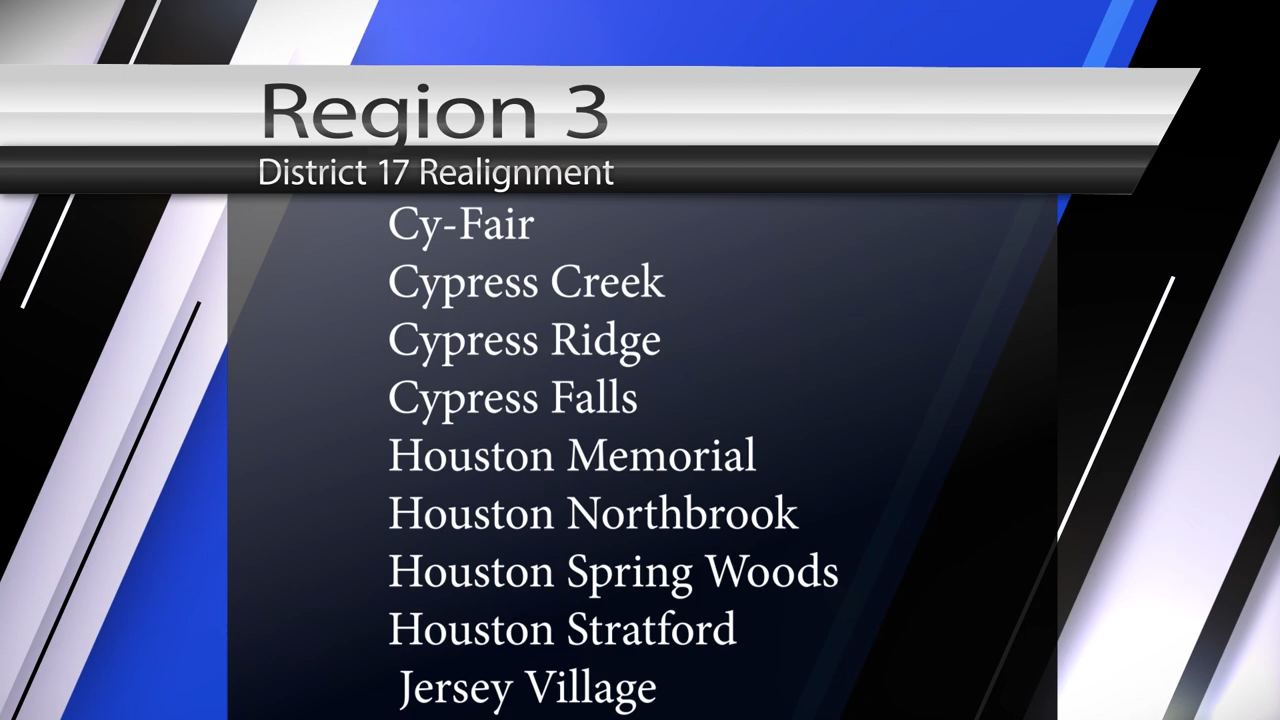 Region 3
District 17 Realignment
Cy-Fair
Cypress Creek
Cypress Ridge
Cypress Falls
Houston Memorial
Houston Northbrook
Houston Spring Woods
Houston Stratford
Jersey Village